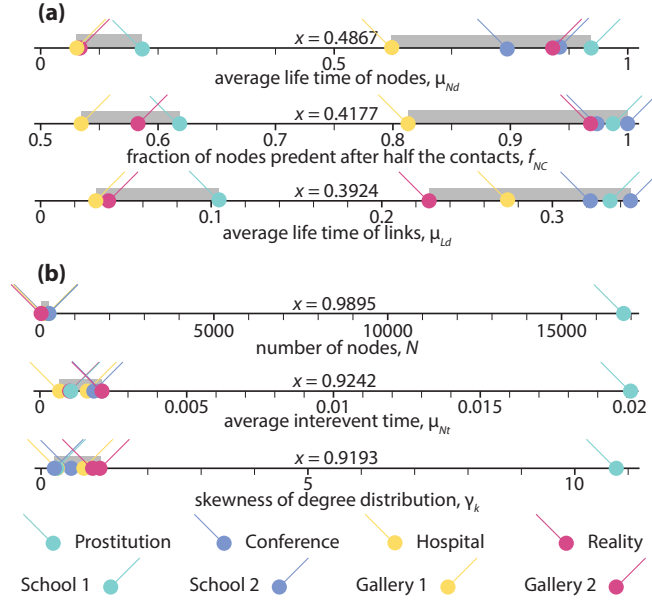 (a)
x = 0.4867
0 0.5 1
average life time of nodes, μNd
x = 0.4177
0.5 0.6 0.7 0.8 0.9 1
fraction of nodes predent after half the contacts, fNC
x = 0.3924
0 0.1 0.2 0.3
average life time of links, μLd
(b)
x = 0.9895
0 5000 10000 15000
number of nodes, N
x = 0.9242
0 0.005 0.01 0.015 0.02
average interevent time, μNt
x = 0.9193
0 5 10
skewness of degree distribution, γk
Prostitution Conference Hospital Reality
School 1 School 2 Gallery 1 Gallery 2